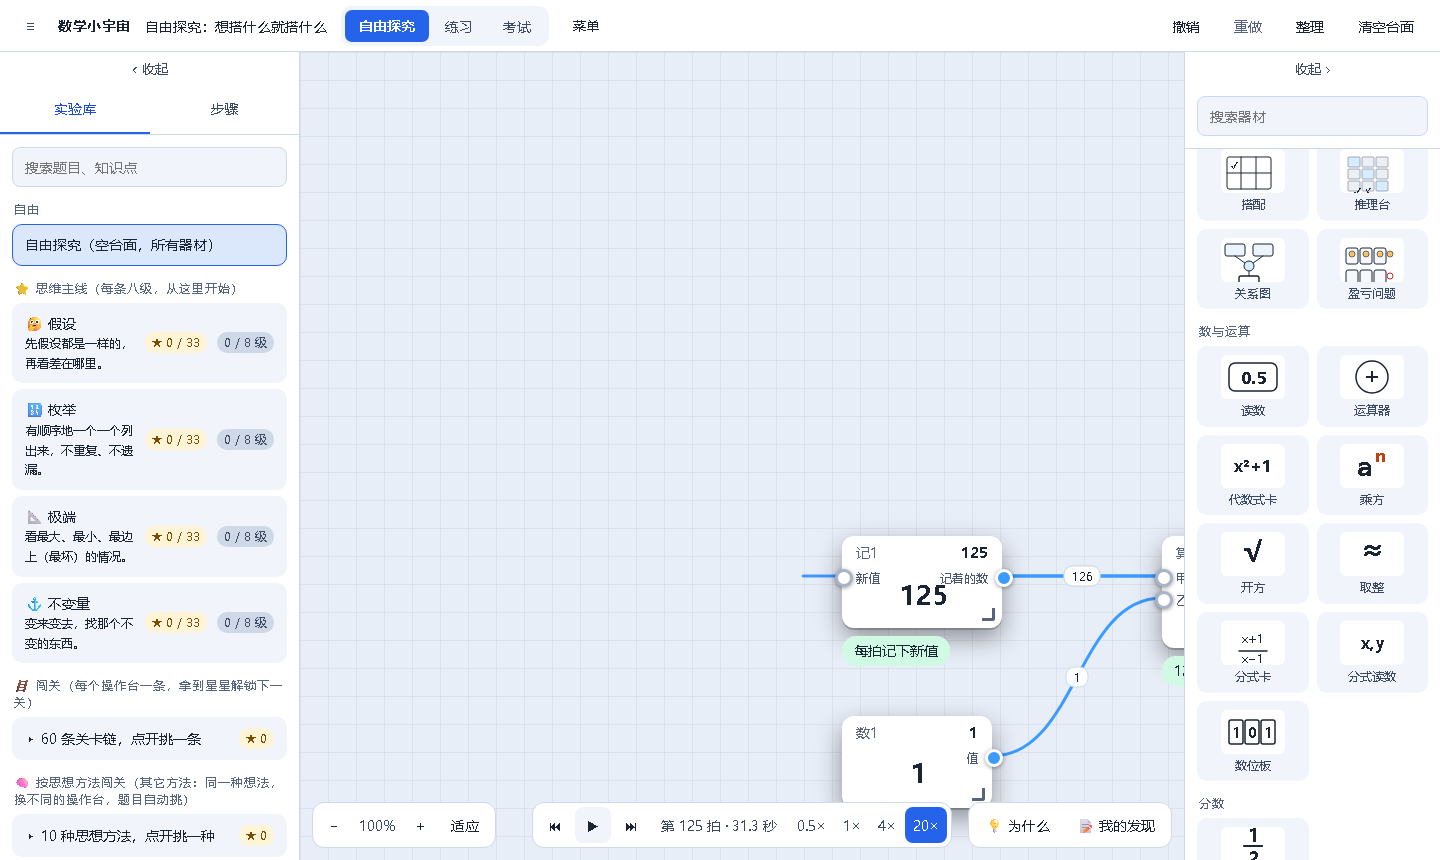 ≡ 数学小宇宙 自由探究：想搭什么就搭什么 自由探究 练习 考试 菜单 撤销 重做 整理 清空台面
‹ 收起
实验库 步骤
搜索题目、知识点
自由
自由探究（空台面，所有器材）
思维主线（每条八级，从这里开始）
假设
先假设都是一样的，
再看差在哪里。
★ 0 / 33 0 / 8 级
枚举
有顺序地一个一个列
出来，不重复、不遗
漏。
★ 0 / 33 0 / 8 级
极端
看最大、最小、最边
上（最坏）的情况。
★ 0 / 33 0 / 8 级
不变量
变来变去，找那个不
变的东西。
★ 0 / 33 0 / 8 级
闯关（每个操作台一条，拿到星星解锁下一
关）
60 条关卡链，点开挑一条 ★ 0
按思想方法闯关（其它方法：同一种想法，
换不同的操作台，题目自动挑）
10 种思想方法，点开挑一种 ★ 0
记1 125
新值 记着的数
125
每拍记下新值
126
1
数1 1
值
1
算
甲
乙
12
− 100% + 适应
⏮ ▶ ⏭ 第 125 拍 · 31.3 秒 0.5× 1× 4× 20×
为什么 我的发现
收起 ›
搜索器材
搭配 推理台
关系图 盈亏问题
数与运算
0.5 +
读数 运算器
x²+1 aⁿ
代数式卡 乘方
√ ≈
开方 取整
x+1
x−1
x,y
分式卡 分式读数
1 0 1
数位板
分数
1
2